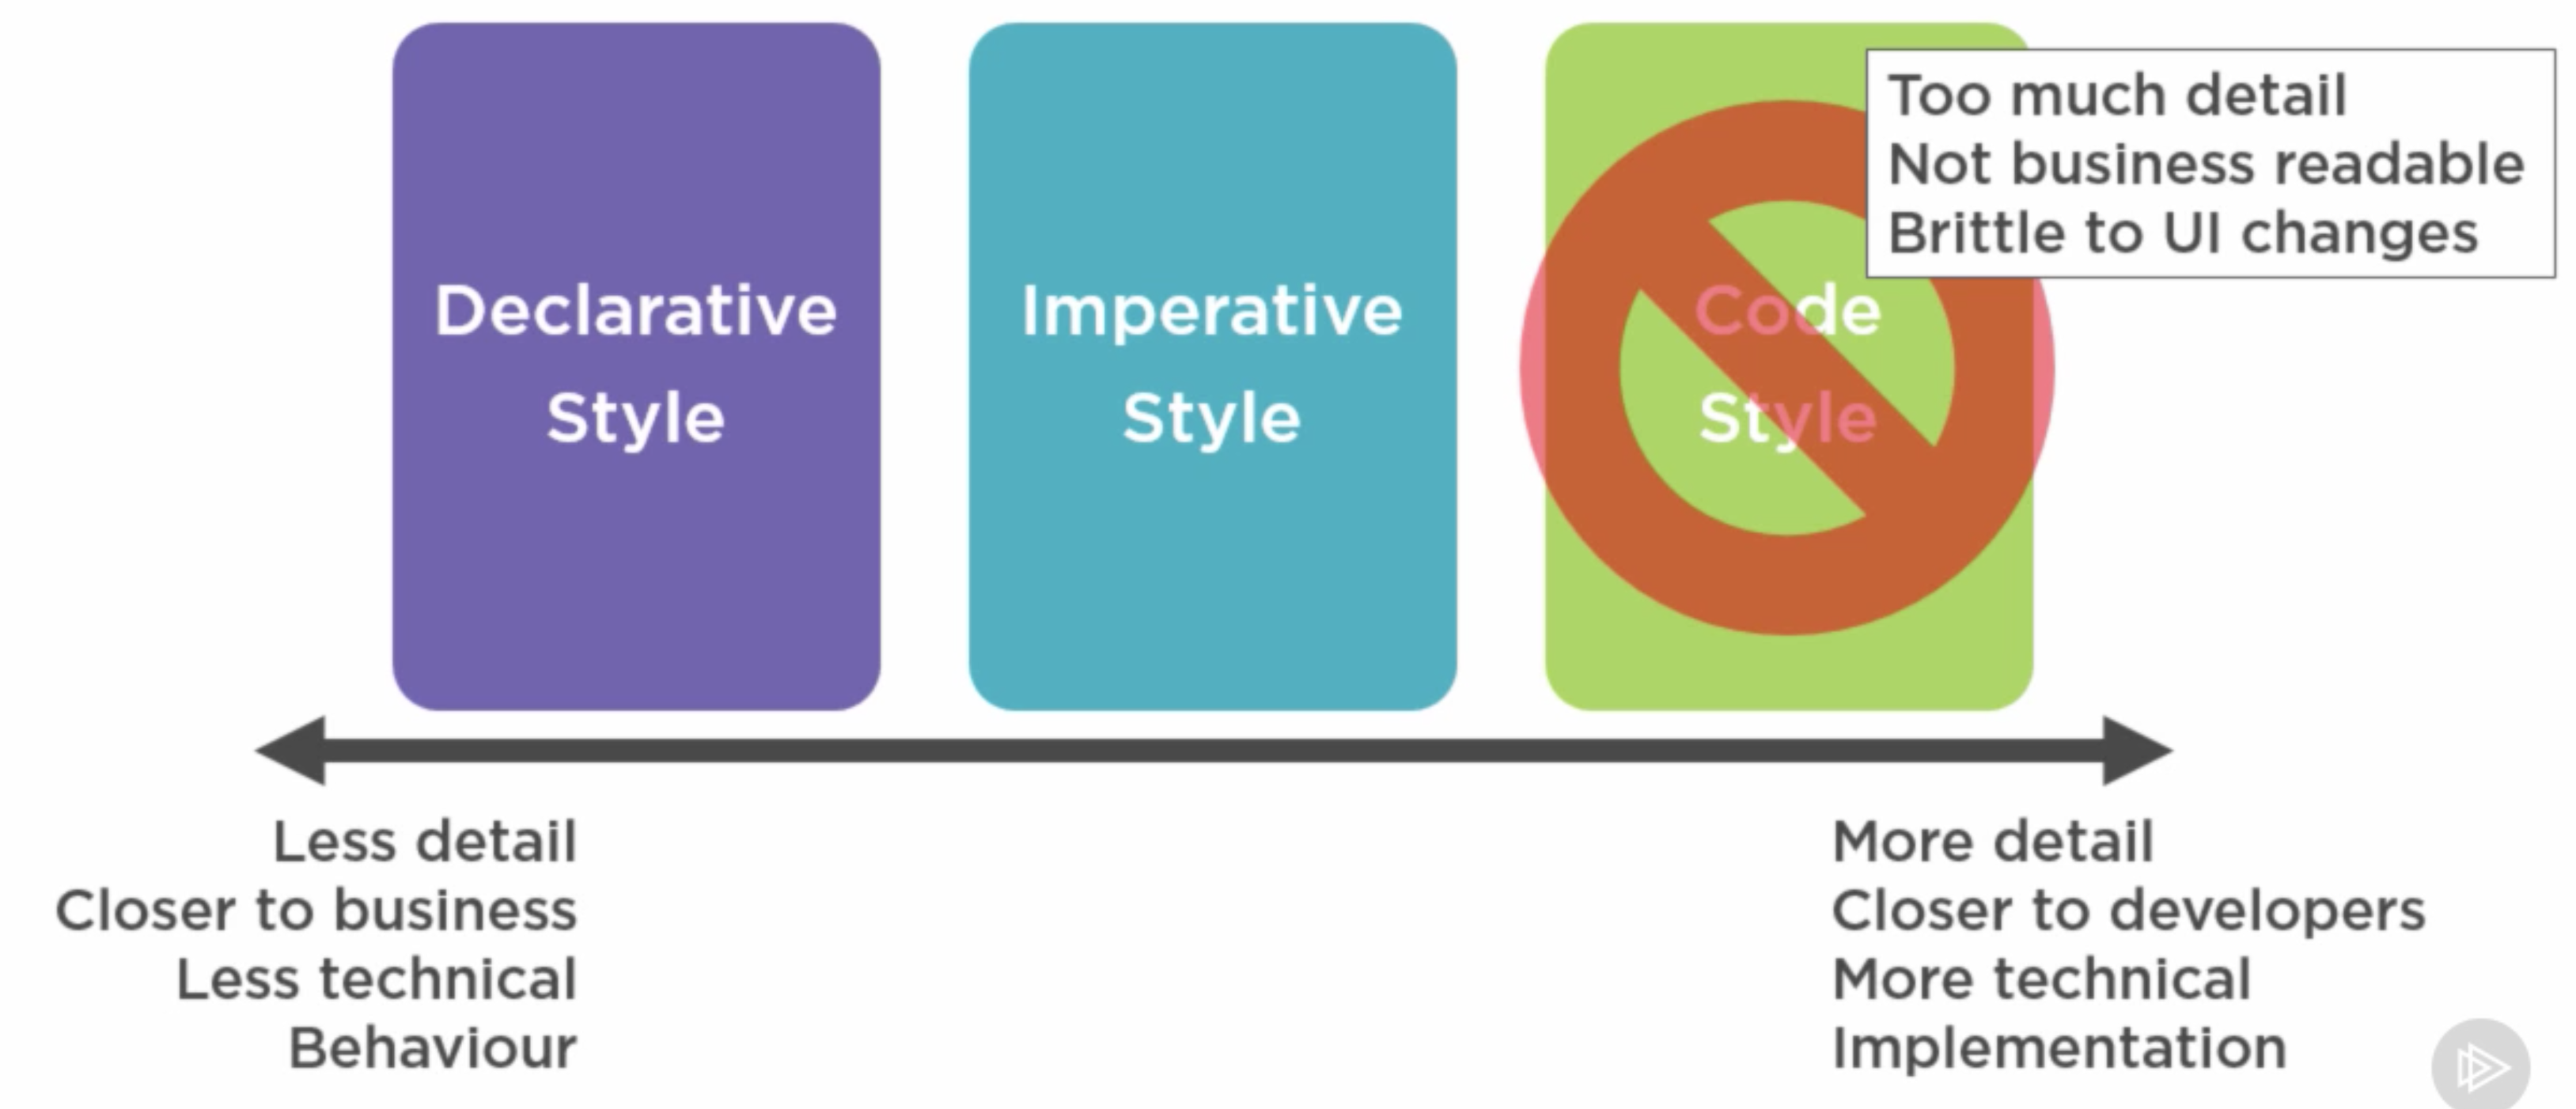 Declarative
Style
Imperative
Style
Code
Style
Too much detail
Not business readable
Brittle to UI changes
Less detail
Closer to business
Less technical
Behaviour
More detail
Closer to developers
More technical
Implementation